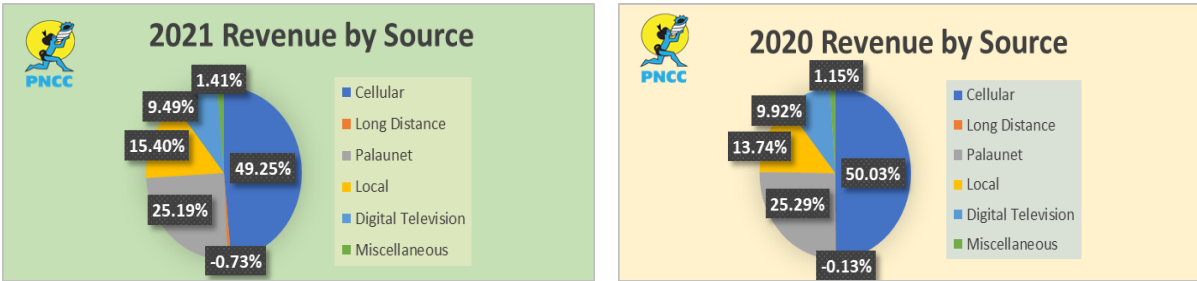 2021 Revenue by Source
PNCC
1.41%
9.49%
15.40%
49.25%
25.19%
-0.73%
Cellular
Long Distance
Palaunet
Local
Digital Television
Miscellaneous
2020 Revenue by Source
PNCC
1.15%
9.92%
13.74%
50.03%
25.29%
-0.13%
Cellular
Long Distance
Palaunet
Local
Digital Television
Miscellaneous